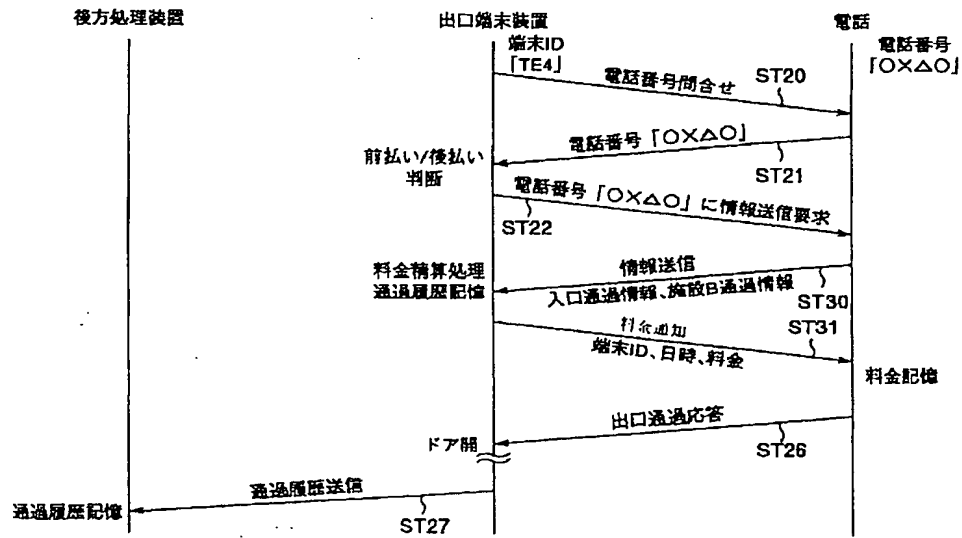 後方処理装置
出口端末装置
電話
端末ID
「TE4」
電話番号
「〇×△〇」
電話番号問合せ
ST20
電話番号「〇×△〇」
ST21
前払い/後払い
判断
電話番号「〇×△〇」に情報送信要求
ST22
料金精算処理
通過履歴記憶
情報送信
入口通過情報、施設B通過情報
ST30
ST31
料金通知
端末ID、日時、料金
料金記憶
出口通過応答
ST26
ドア開
通過履歴送信
通過履歴記憶
ST27